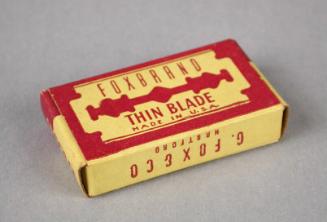 FOXBRAND
THIN BLADE
MADE IN U.S.A.
G. FOX & CO
HARTFORD